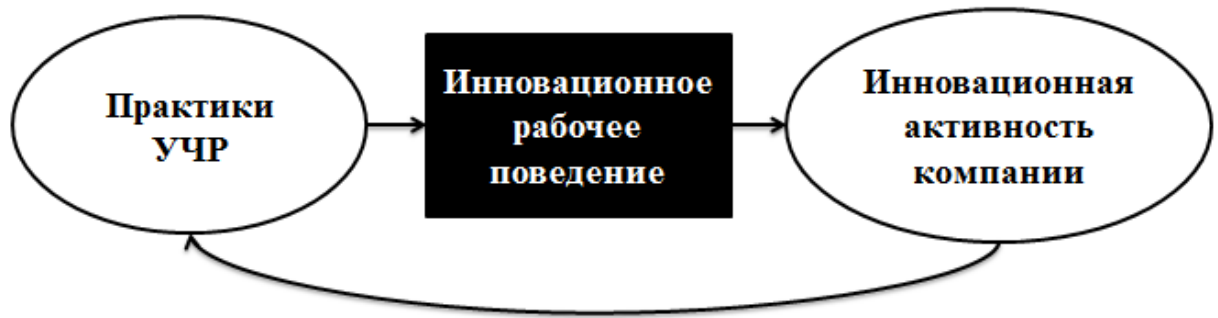 Практики
УЧР
Инновационное
рабочее
поведение
Инновационная
активность
компании